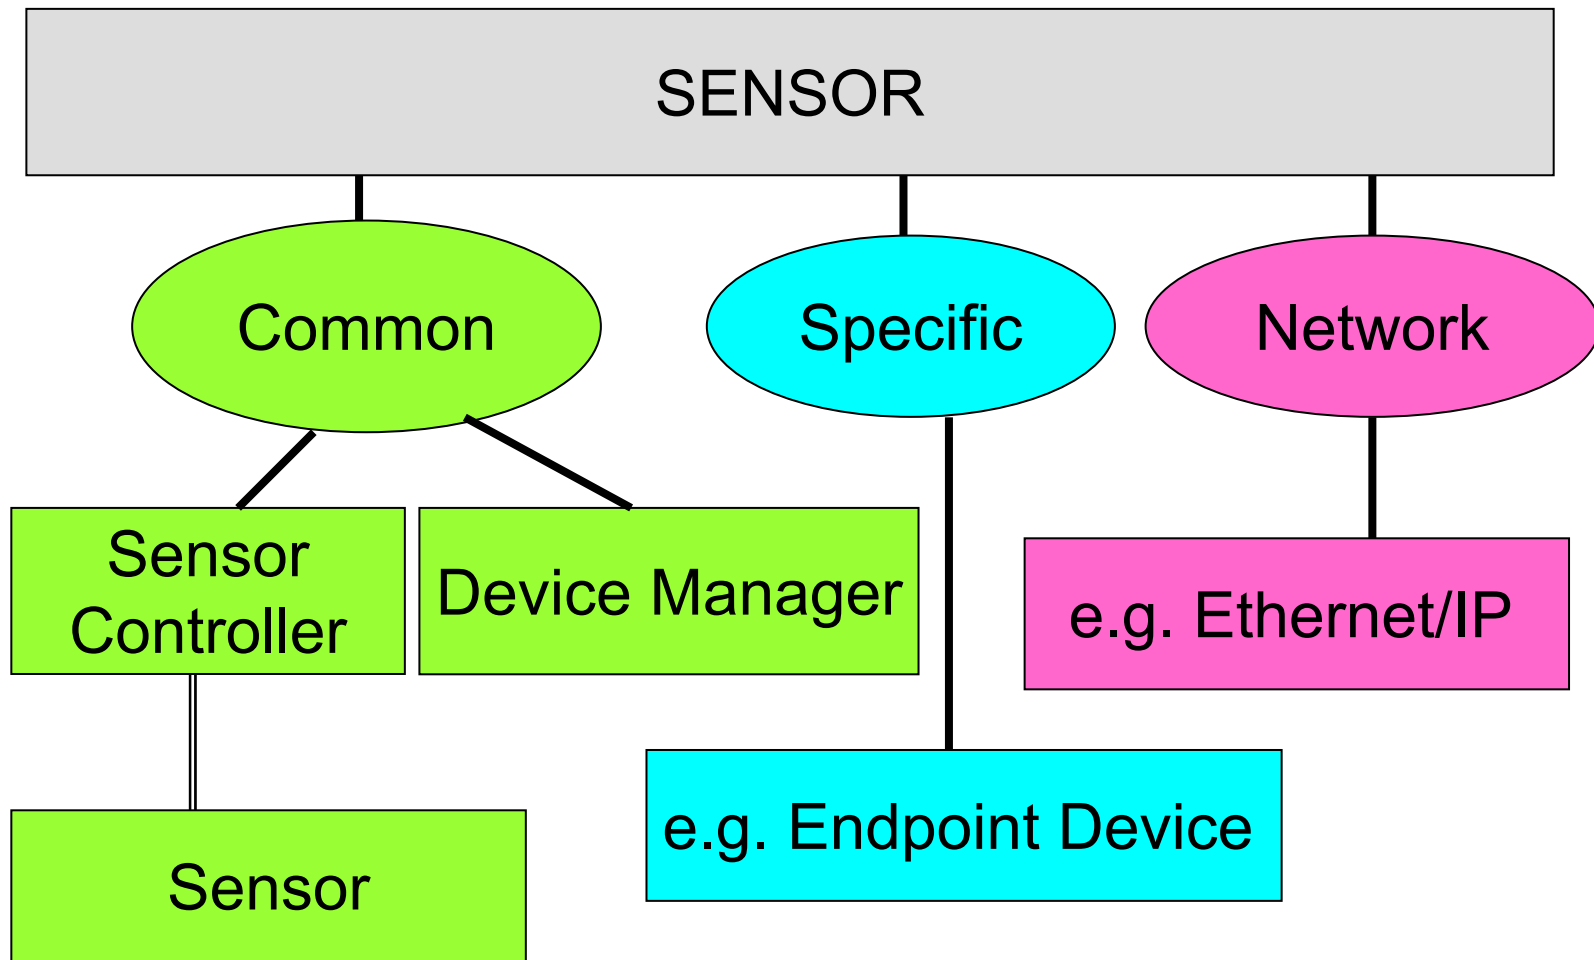 SENSOR
Common
Specific
Network
Sensor
Controller
Device Manager
e.g. Ethernet/IP
e.g. Endpoint Device
Sensor